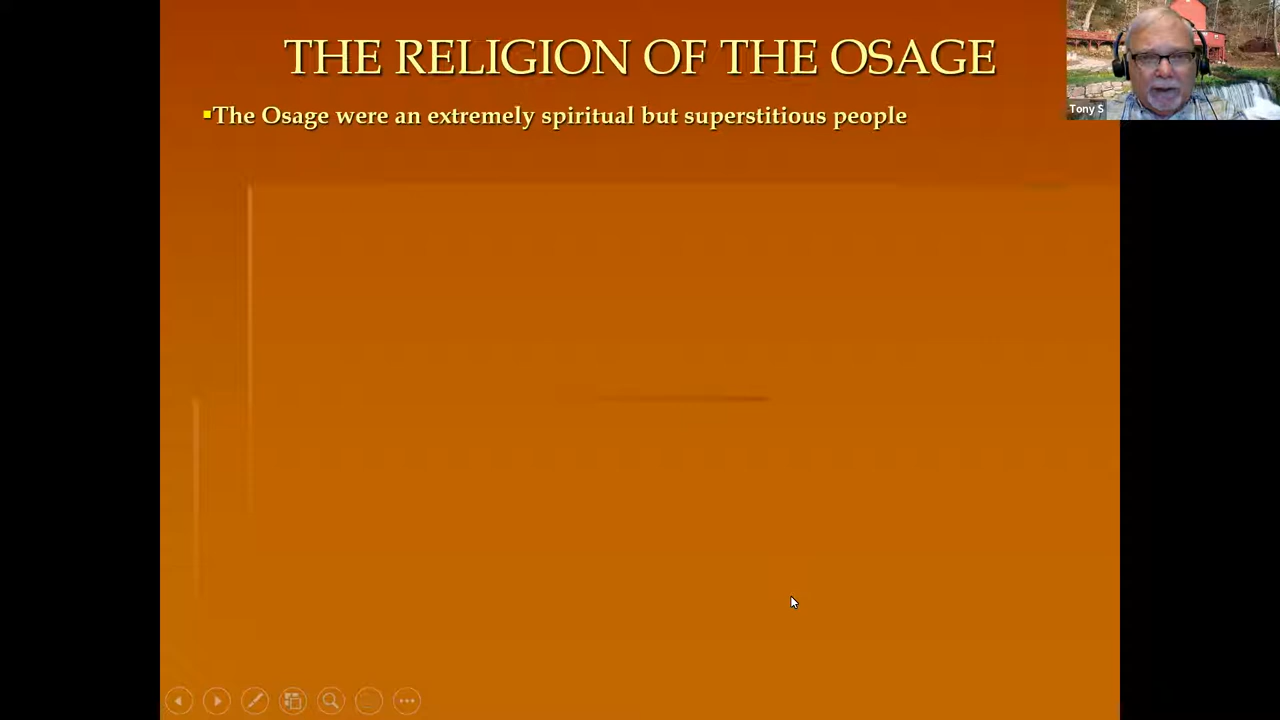 THE RELIGION OF THE OSAGE
▪The Osage were an extremely spiritual but superstitious people
Tony S